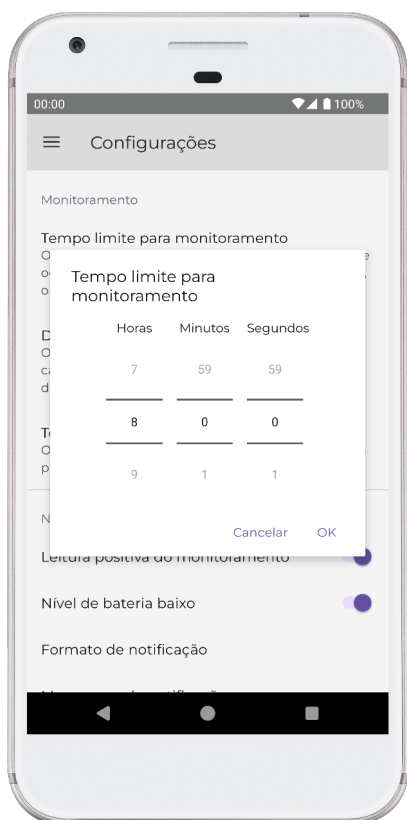 00:00 100%
Configurações
Monitoramento
Tempo limite para monitoramento
Tempo limite para
monitoramento
Horas Minutos Segundos
7 59 59
8 0 0
9 1 1
Cancelar OK
Leitura positiva do monitoramento
Nível de bateria baixo
Formato de notificação